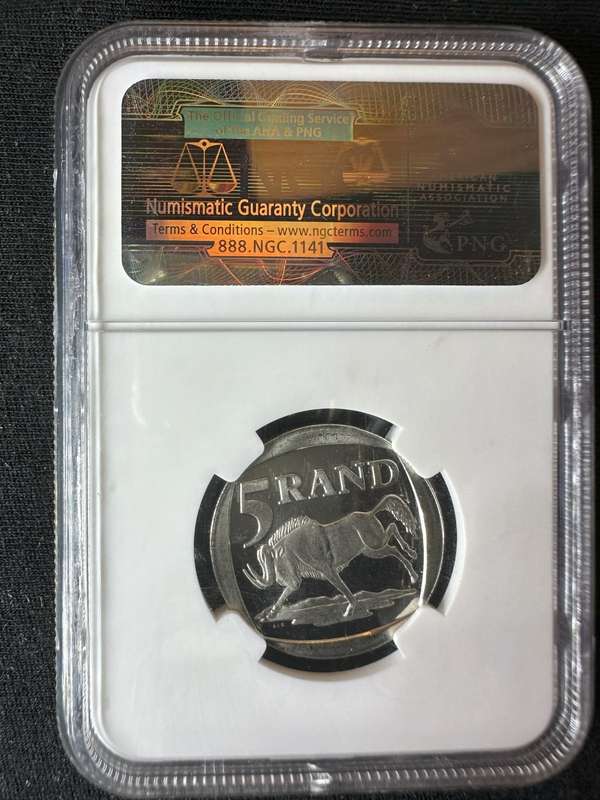 The Official Grading Service
of the ANA & PNG
Numismatic Guaranty Corporation
Terms & Conditions – www.ngcterms.com
888.NGC.1141
NUMISMATIC
ASSOCIATION
PNG
5 RAND